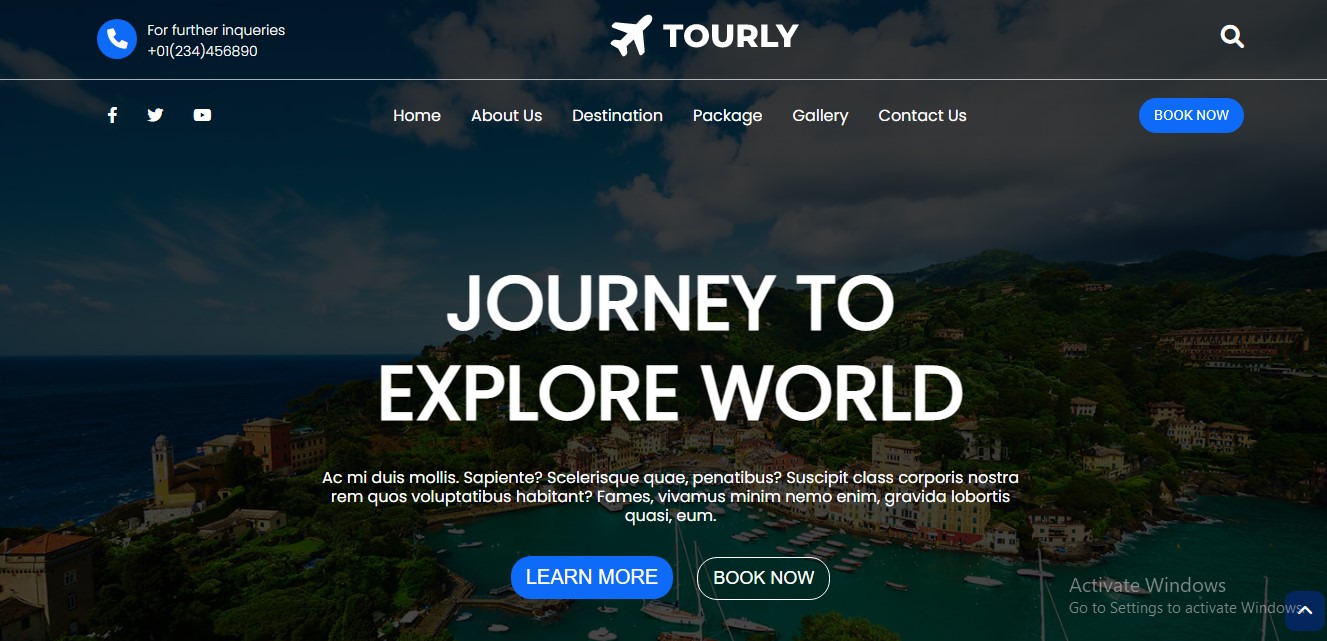 For further inqueries
+01(234)456890
TOURLY
Home About Us Destination Package Gallery Contact Us
BOOK NOW
JOURNEY TO
EXPLORE WORLD
Ac mi duis mollis. Sapiente? Scelerisque quae, penatibus? Suscipit class corporis nostra
rem quos voluptatibus habitant? Fames, vivamus minim nemo enim, gravida lobortis
quasi, eum.
LEARN MORE BOOK NOW
Activate Windows
Go to Settings to activate Windows.